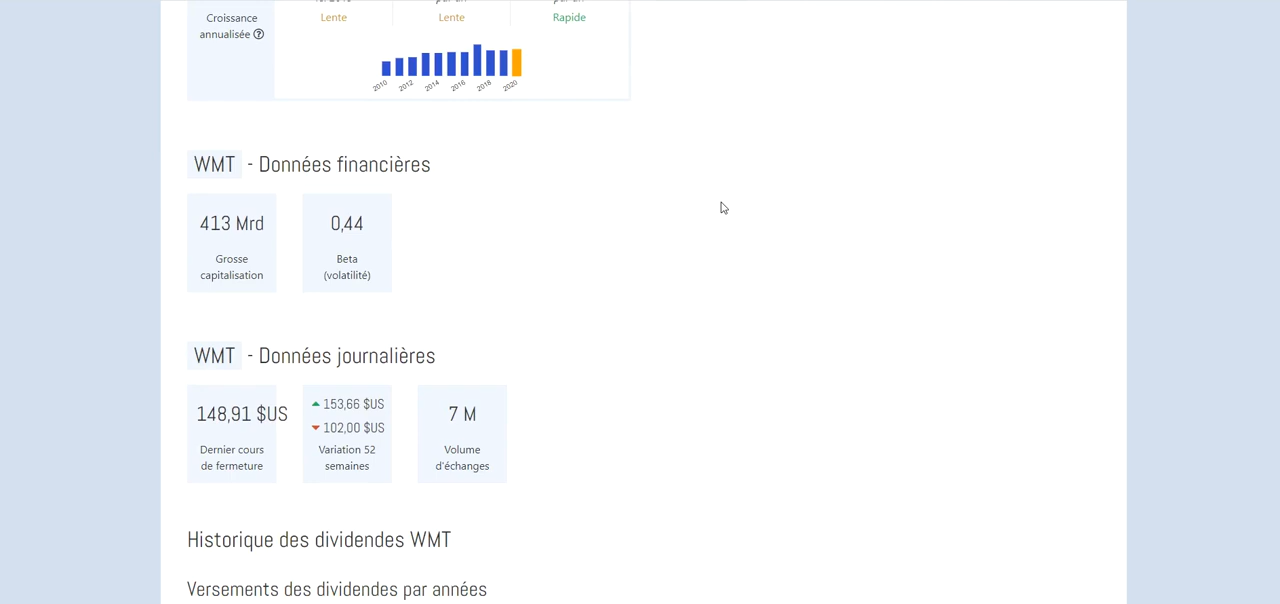 Croissance
annualisée
Lente
Lente
Rapide
2010 2012 2014 2016 2018 2020
WMT - Données financières
413 Mrd
Grosse
capitalisation
0,44
Beta
(volatilité)
WMT - Données journalières
148,91 $US
Dernier cours
de fermeture
153,66 $US
102,00 $US
Variation 52
semaines
7 M
Volume
d'échanges
Historique des dividendes WMT
Versements des dividendes par années